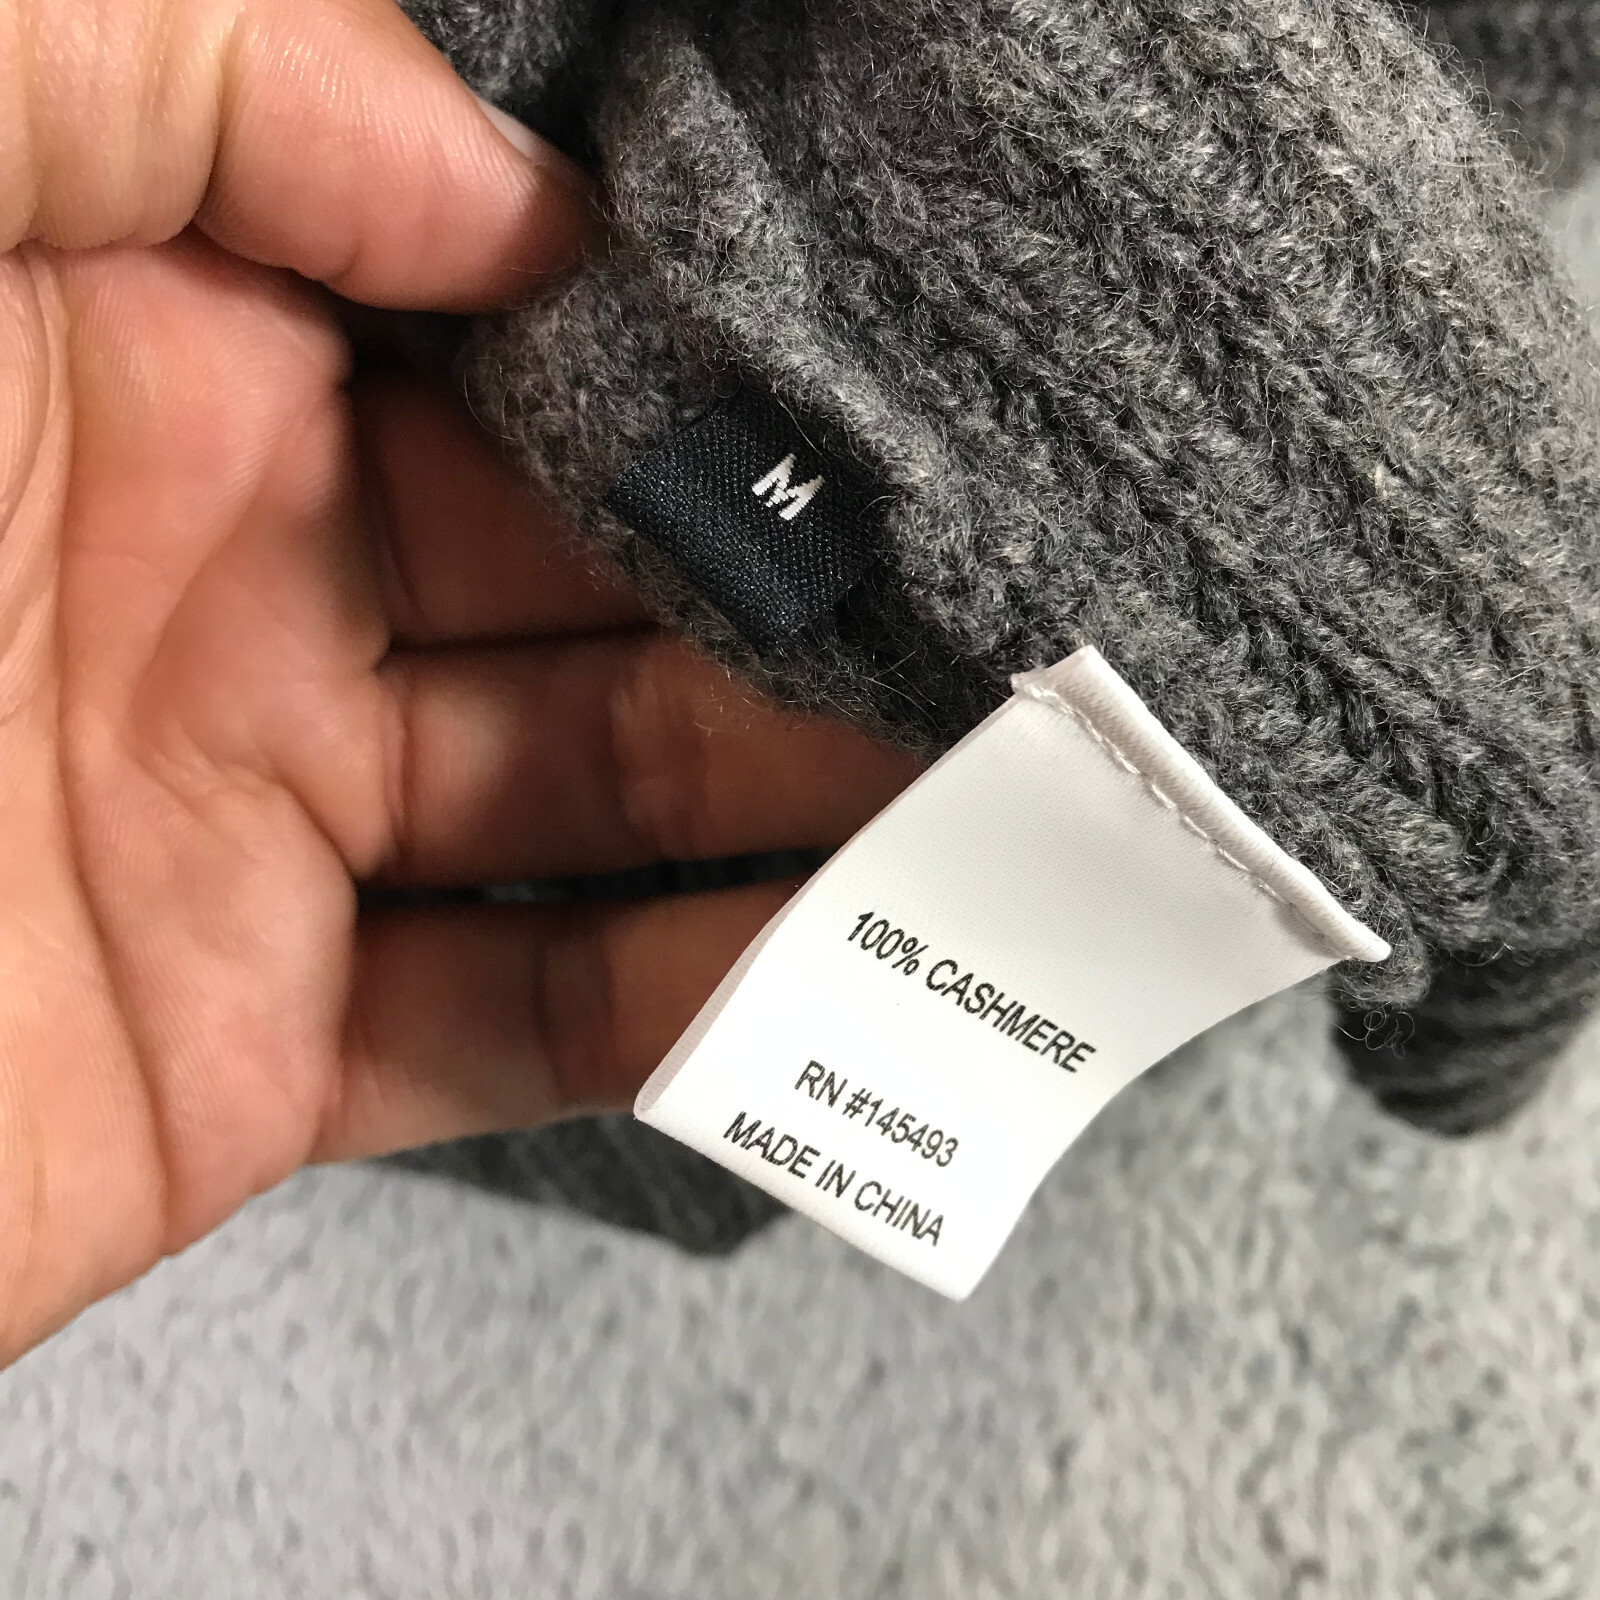 M
100% CASHMERE
RN #145493
MADE IN CHINA